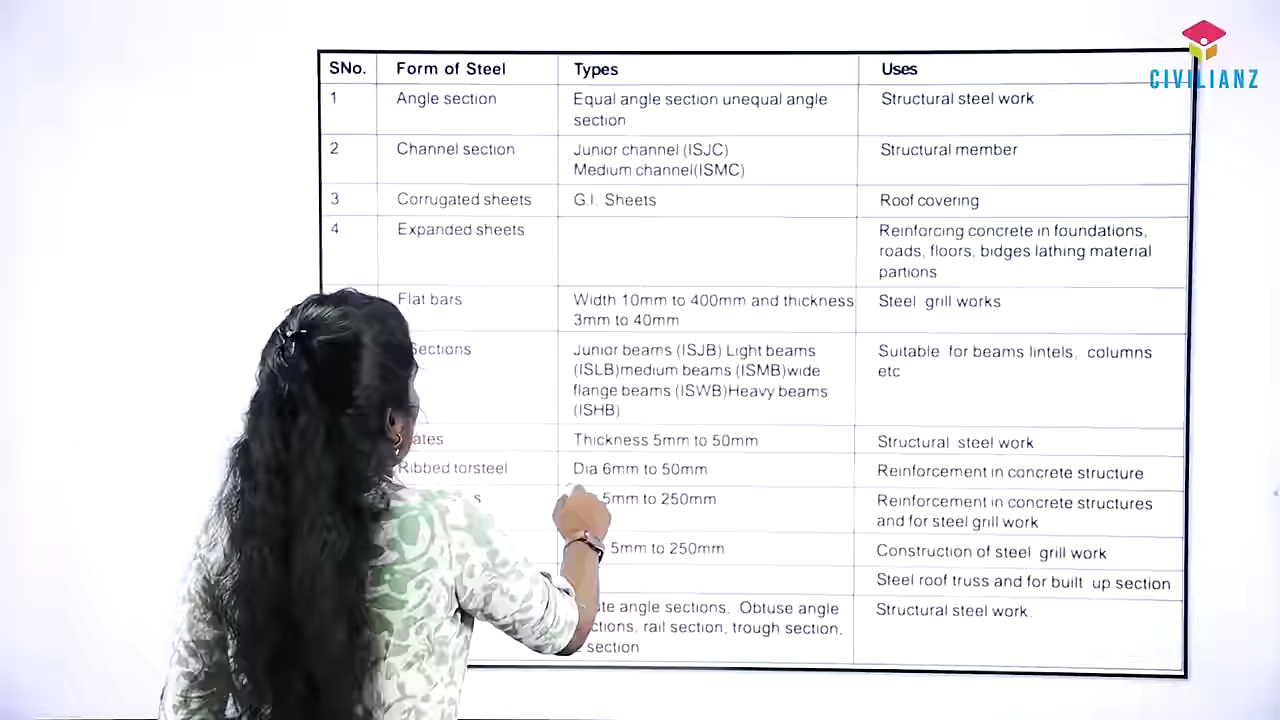 CIVILIANZ
SNo. Form of Steel Types Uses
1 Angle section Equal angle section unequal angle Structural steel work
section
2 Channel section Junior channel (ISJC) Structural member
Medium channel(ISMC)
3 Corrugated sheets G.I. Sheets Roof covering
4 Expanded sheets Reinforcing concrete in foundations,
roads, floors, bidges lathing material
partions
Flat bars Width 10mm to 400mm and thickness Steel grill works
3mm to 40mm
Sections Junior beams (ISJB) Light beams Suitable for beams lintels, columns
(ISLB)medium beams (ISMB)wide etc
flange beams (ISWB)Heavy beams
(ISHB)
Thickness 5mm to 50mm Structural steel work
Ribbed torsteel Dia 6mm to 50mm Reinforcement in concrete structure
5mm to 250mm Reinforcement in concrete structures
and for steel grill work
5mm to 250mm Construction of steel grill work
Steel roof truss and for built up section
angle sections, Obtuse angle Structural steel work.
rail section, trough section,
section